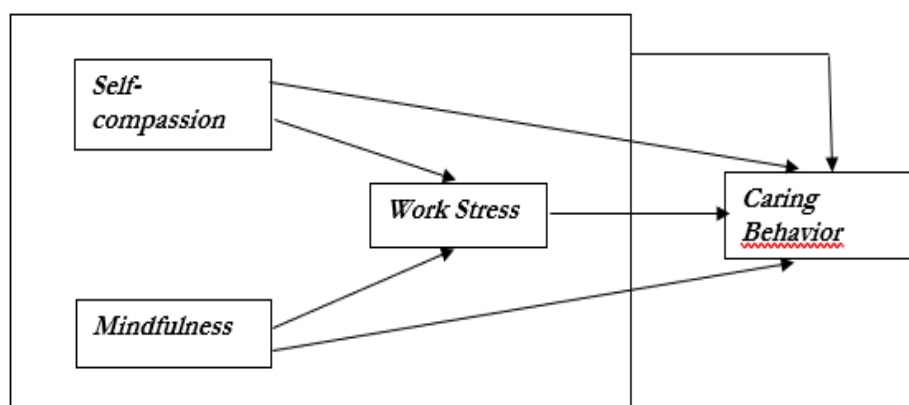 Self-
compassion
Work Stress
Caring
Behavior
Mindfulness